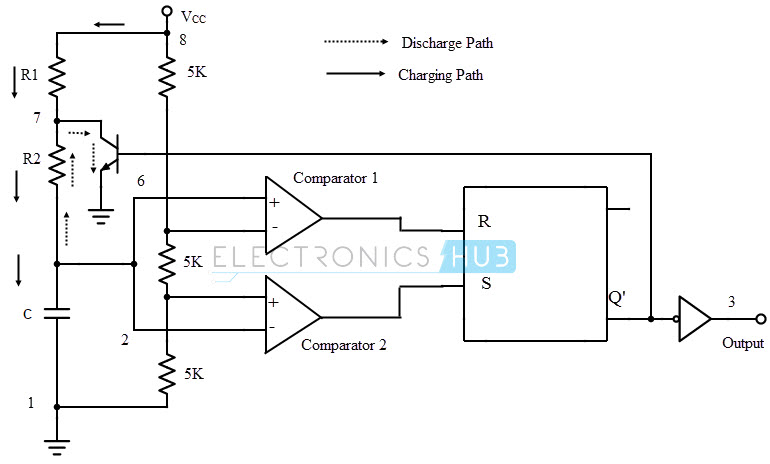 VCC
8
Discharge Path
5K
Charging Path
R1
7
R2
6
Comparator 1
+
-
R
ELECTRONICS HUB
5K
S
+
-
Q'
C
2
3
Comparator 2
Output
5K
1